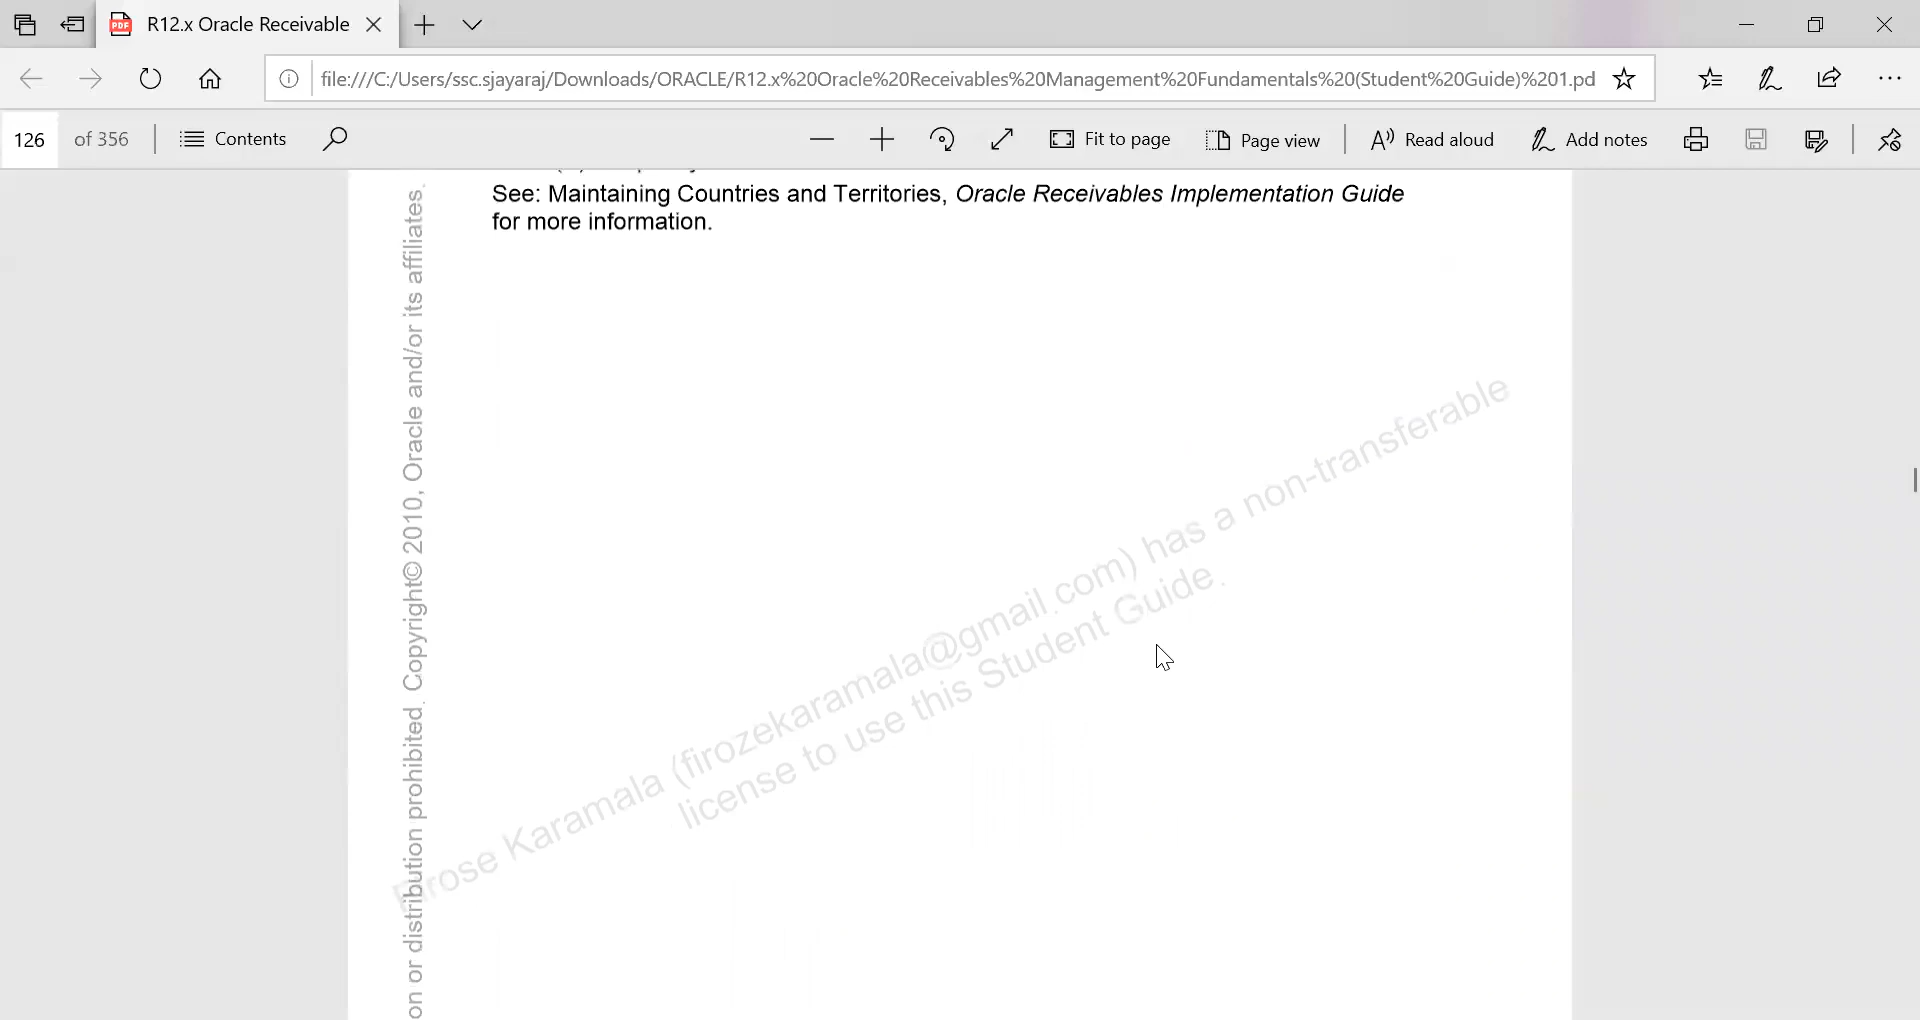 R12.x Oracle Receivable
file:///C:/Users/ssc.sjayaraj/Downloads/ORACLE/R12.x%20Oracle%20Receivables%20Management%20Fundamentals%20(Student%20Guide)%201.pd
126 of 356 Contents Fit to page Page view Read aloud Add notes
See: Maintaining Countries and Territories, Oracle Receivables Implementation Guide
for more information.
on or distribution prohibited. Copyright© 2010, Oracle and/or its affiliates.
Firose Karamala (firozekaramala@gmail.com) has a non-transferable
license to use this Student Guide.